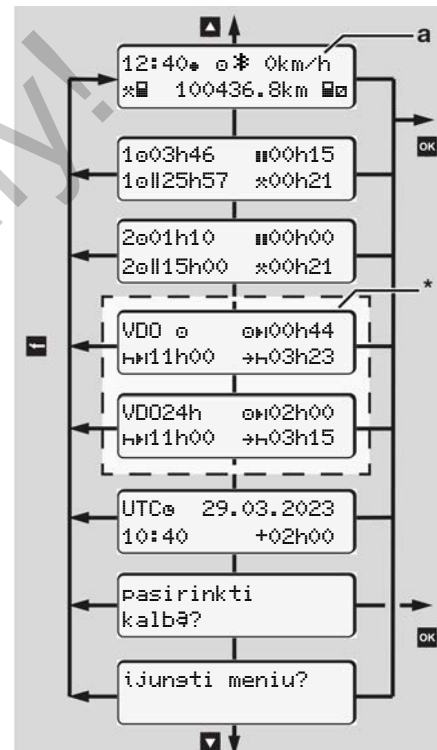 a
12:40 0km/h
100436.8km
OK
1 03h46 00h15
1 25h57 00h21
2 01h10 00h00
2 15h00 00h21
*
VDO 00h44
11h00 03h23
VDO24h 02h00
11h00 03h15
UTC 29.03.2023
10:40 +02h00
pasirinkti
kalbą?
OK
ijungti meniu?